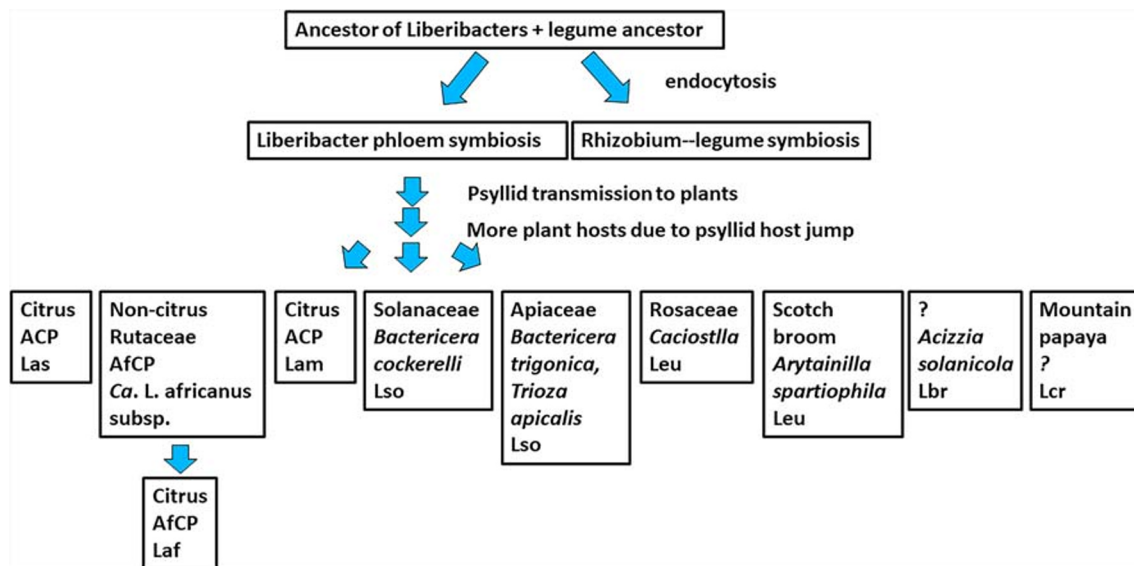 Ancestor of Liberibacters + legume ancestor
endocytosis
Liberibacter phloem symbiosis
Rhizobium--legume symbiosis
Psyllid transmission to plants
More plant hosts due to psyllid host jump
Citrus
ACP
Las
Non-citrus
Rutaceae
AfCP
Ca. L. africanus
subsp.
Citrus
ACP
Lam
Solanaceae
Bactericera
cockerelli
Lso
Apiaceae
Bactericera
trigonica,
Trioza
apicalis
Lso
Rosaceae
Caciostlla
Leu
Scotch
broom
Arytainilla
spartiophila
Leu
?
Acizzia
solanicola
Lbr
Mountain
papaya
?
Lcr
Citrus
AfCP
Laf